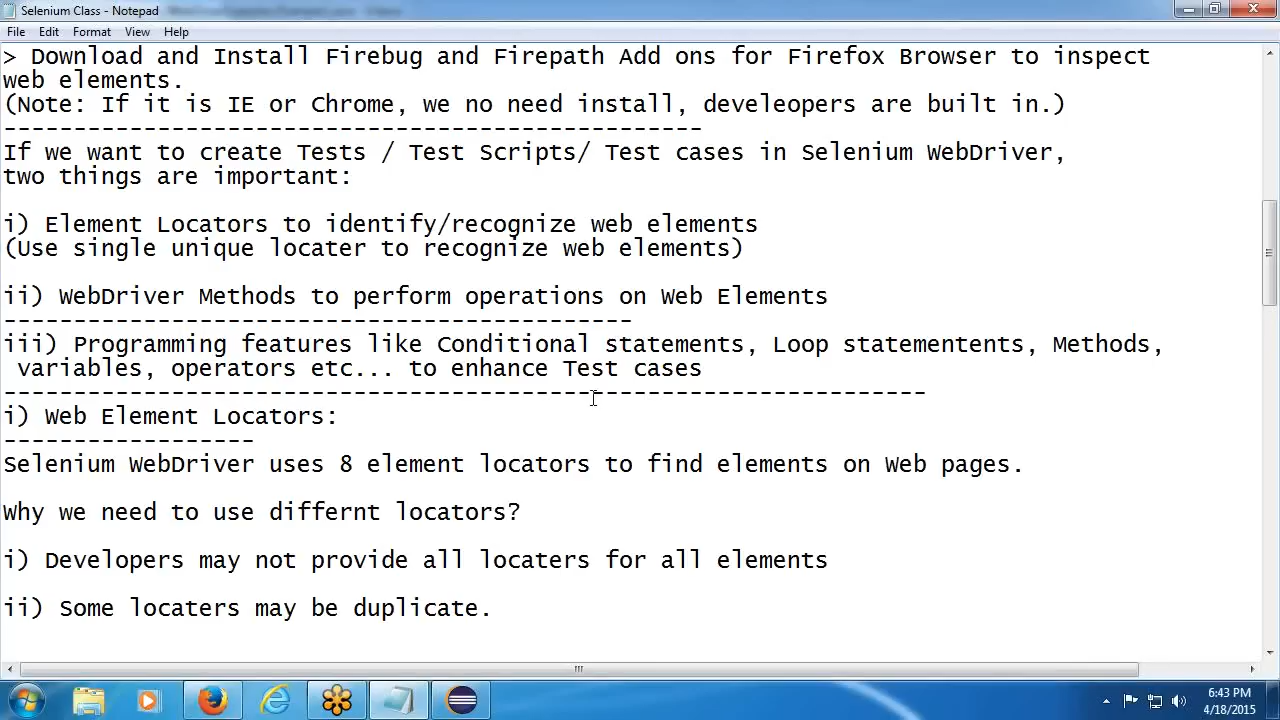 Selenium Class - Notepad
File Edit Format View Help
> Download and Install Firebug and Firepath Add ons for Firefox Browser to inspect
web elements.
(Note: If it is IE or Chrome, we no need install, develeopers are built in.)
--------------------------------------------------
If we want to create Tests / Test Scripts/ Test cases in Selenium WebDriver,
two things are important:
i) Element Locators to identify/recognize web elements
(Use single unique locater to recognize web elements)
ii) WebDriver Methods to perform operations on Web Elements
---------------------------------------------
iii) Programming features like Conditional statements, Loop statementents, Methods,
variables, operators etc... to enhance Test cases
------------------------------------------------------------------
i) Web Element Locators:
------------------
Selenium WebDriver uses 8 element locators to find elements on Web pages.
Why we need to use differnt locators?
i) Developers may not provide all locaters for all elements
ii) Some locaters may be duplicate.
6:43 PM
4/18/2015